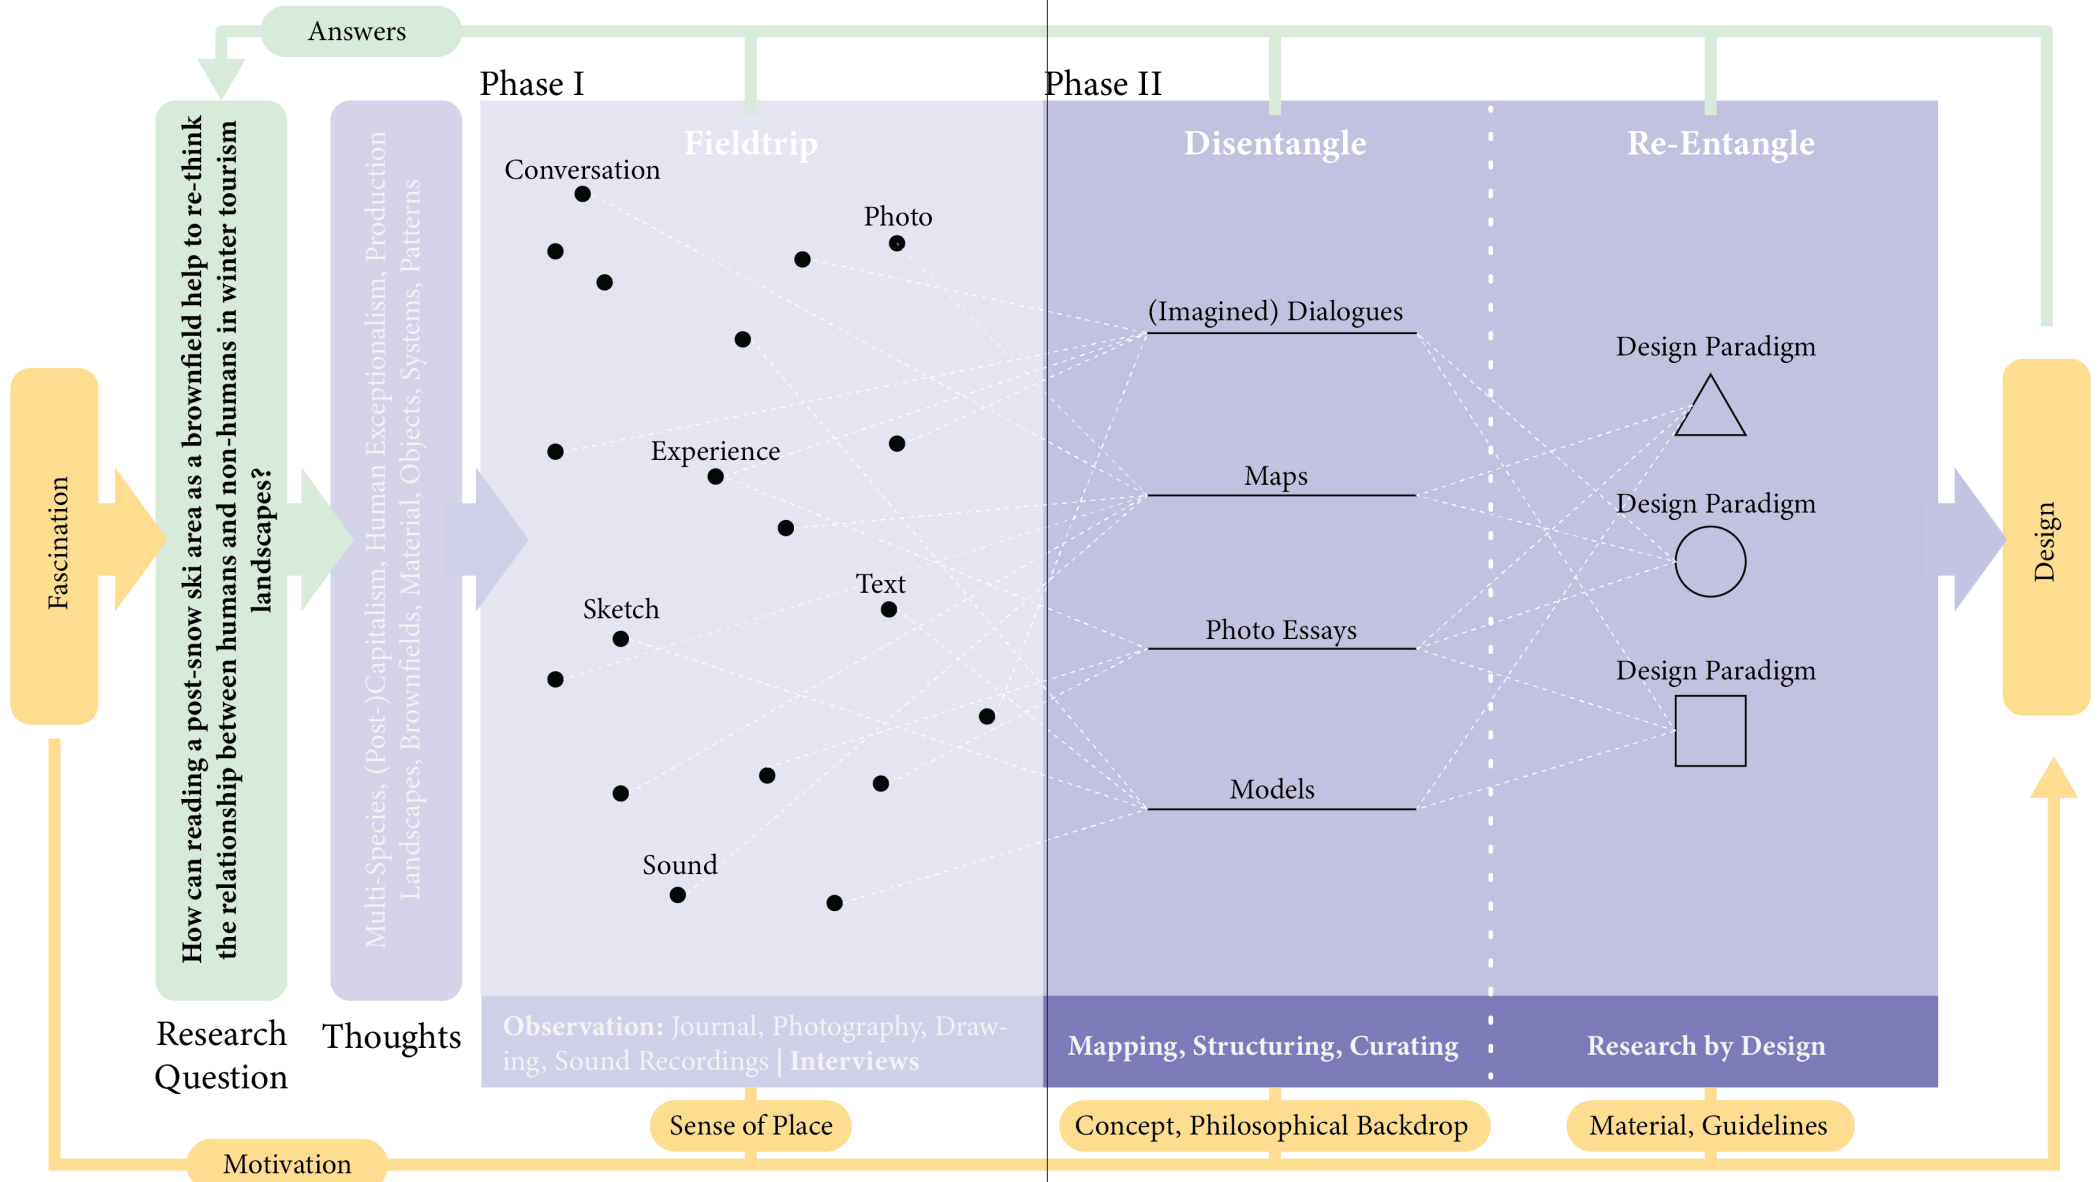 Answers
Phase I
Phase II
Fascination
How can reading a post-snow ski area as a brownfield help to re-think
the relationship between humans and non-humans in winter tourism
landscapes?
Research
Question
Multi-Species, (Post-)Capitalism, Human Exceptionalism, Production
Landscapes, Brownfields, Material, Objects, Systems, Patterns
Thoughts
Fieldtrip
Conversation
Photo
Experience
Text
Sketch
Sound
Observation: Journal, Photography, Draw-
ing, Sound Recordings | Interviews
Disentangle
(Imagined) Dialogues
Maps
Photo Essays
Models
Mapping, Structuring, Curating
Re-Entangle
Design Paradigm
Design Paradigm
Design Paradigm
Research by Design
Design
Sense of Place
Concept, Philosophical Backdrop
Material, Guidelines
Motivation